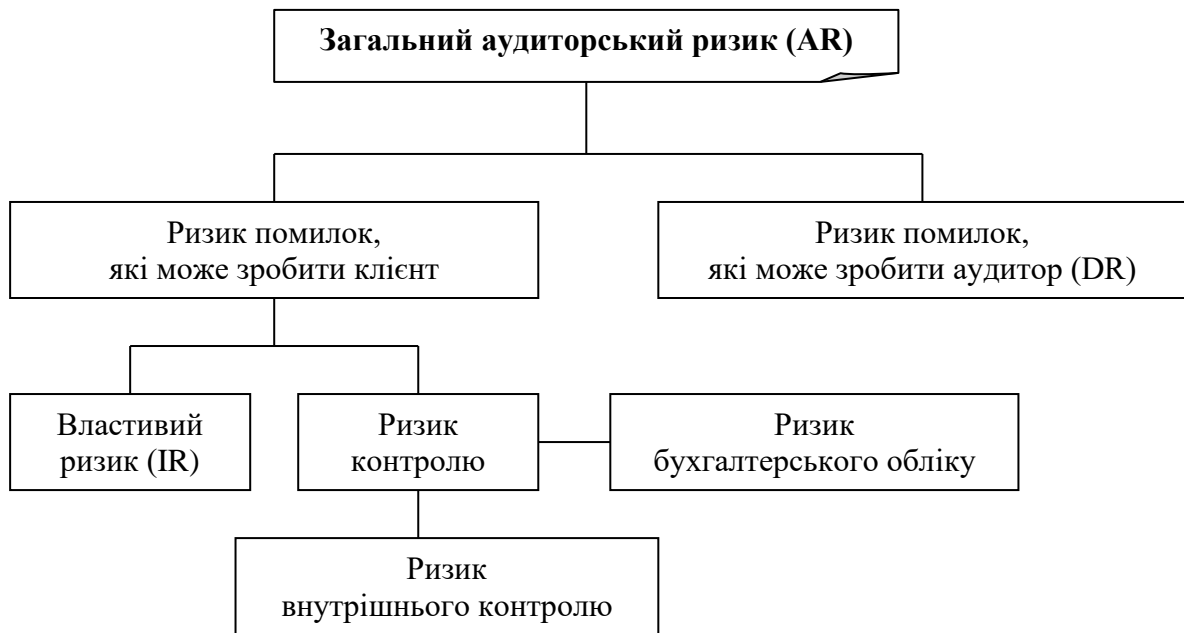 Загальний аудиторський ризик (AR)
Ризик помилок,
які може зробити клієнт
Ризик помилок,
які може зробити аудитор (DR)
Властивий
ризик (IR)
Ризик
контролю
Ризик
бухгалтерського обліку
Ризик
внутрішнього контролю